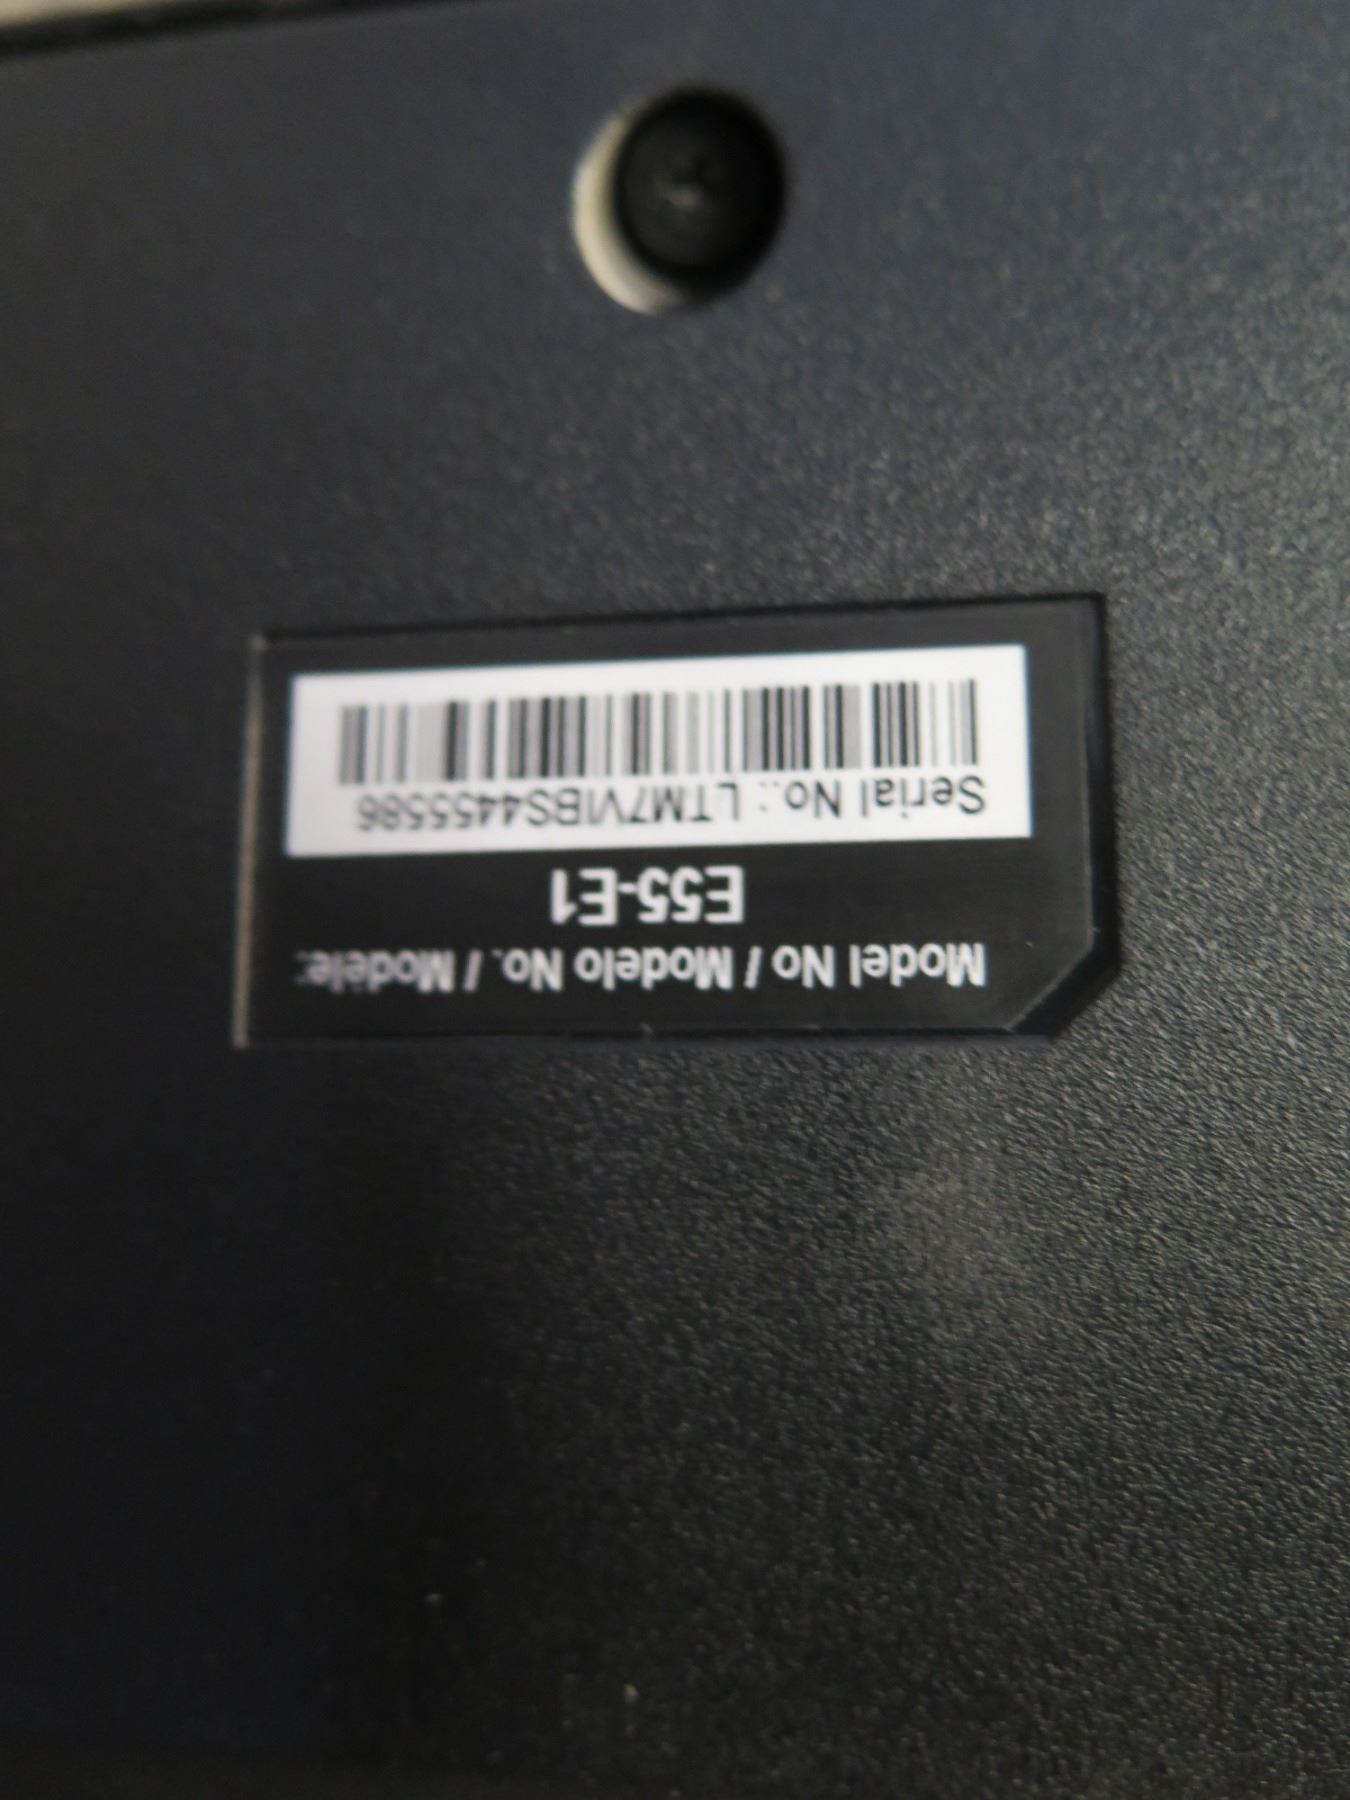 Model No / Modelo No. / Modèle:
E55-E1
Serial No.: LTM7VIBS4455586